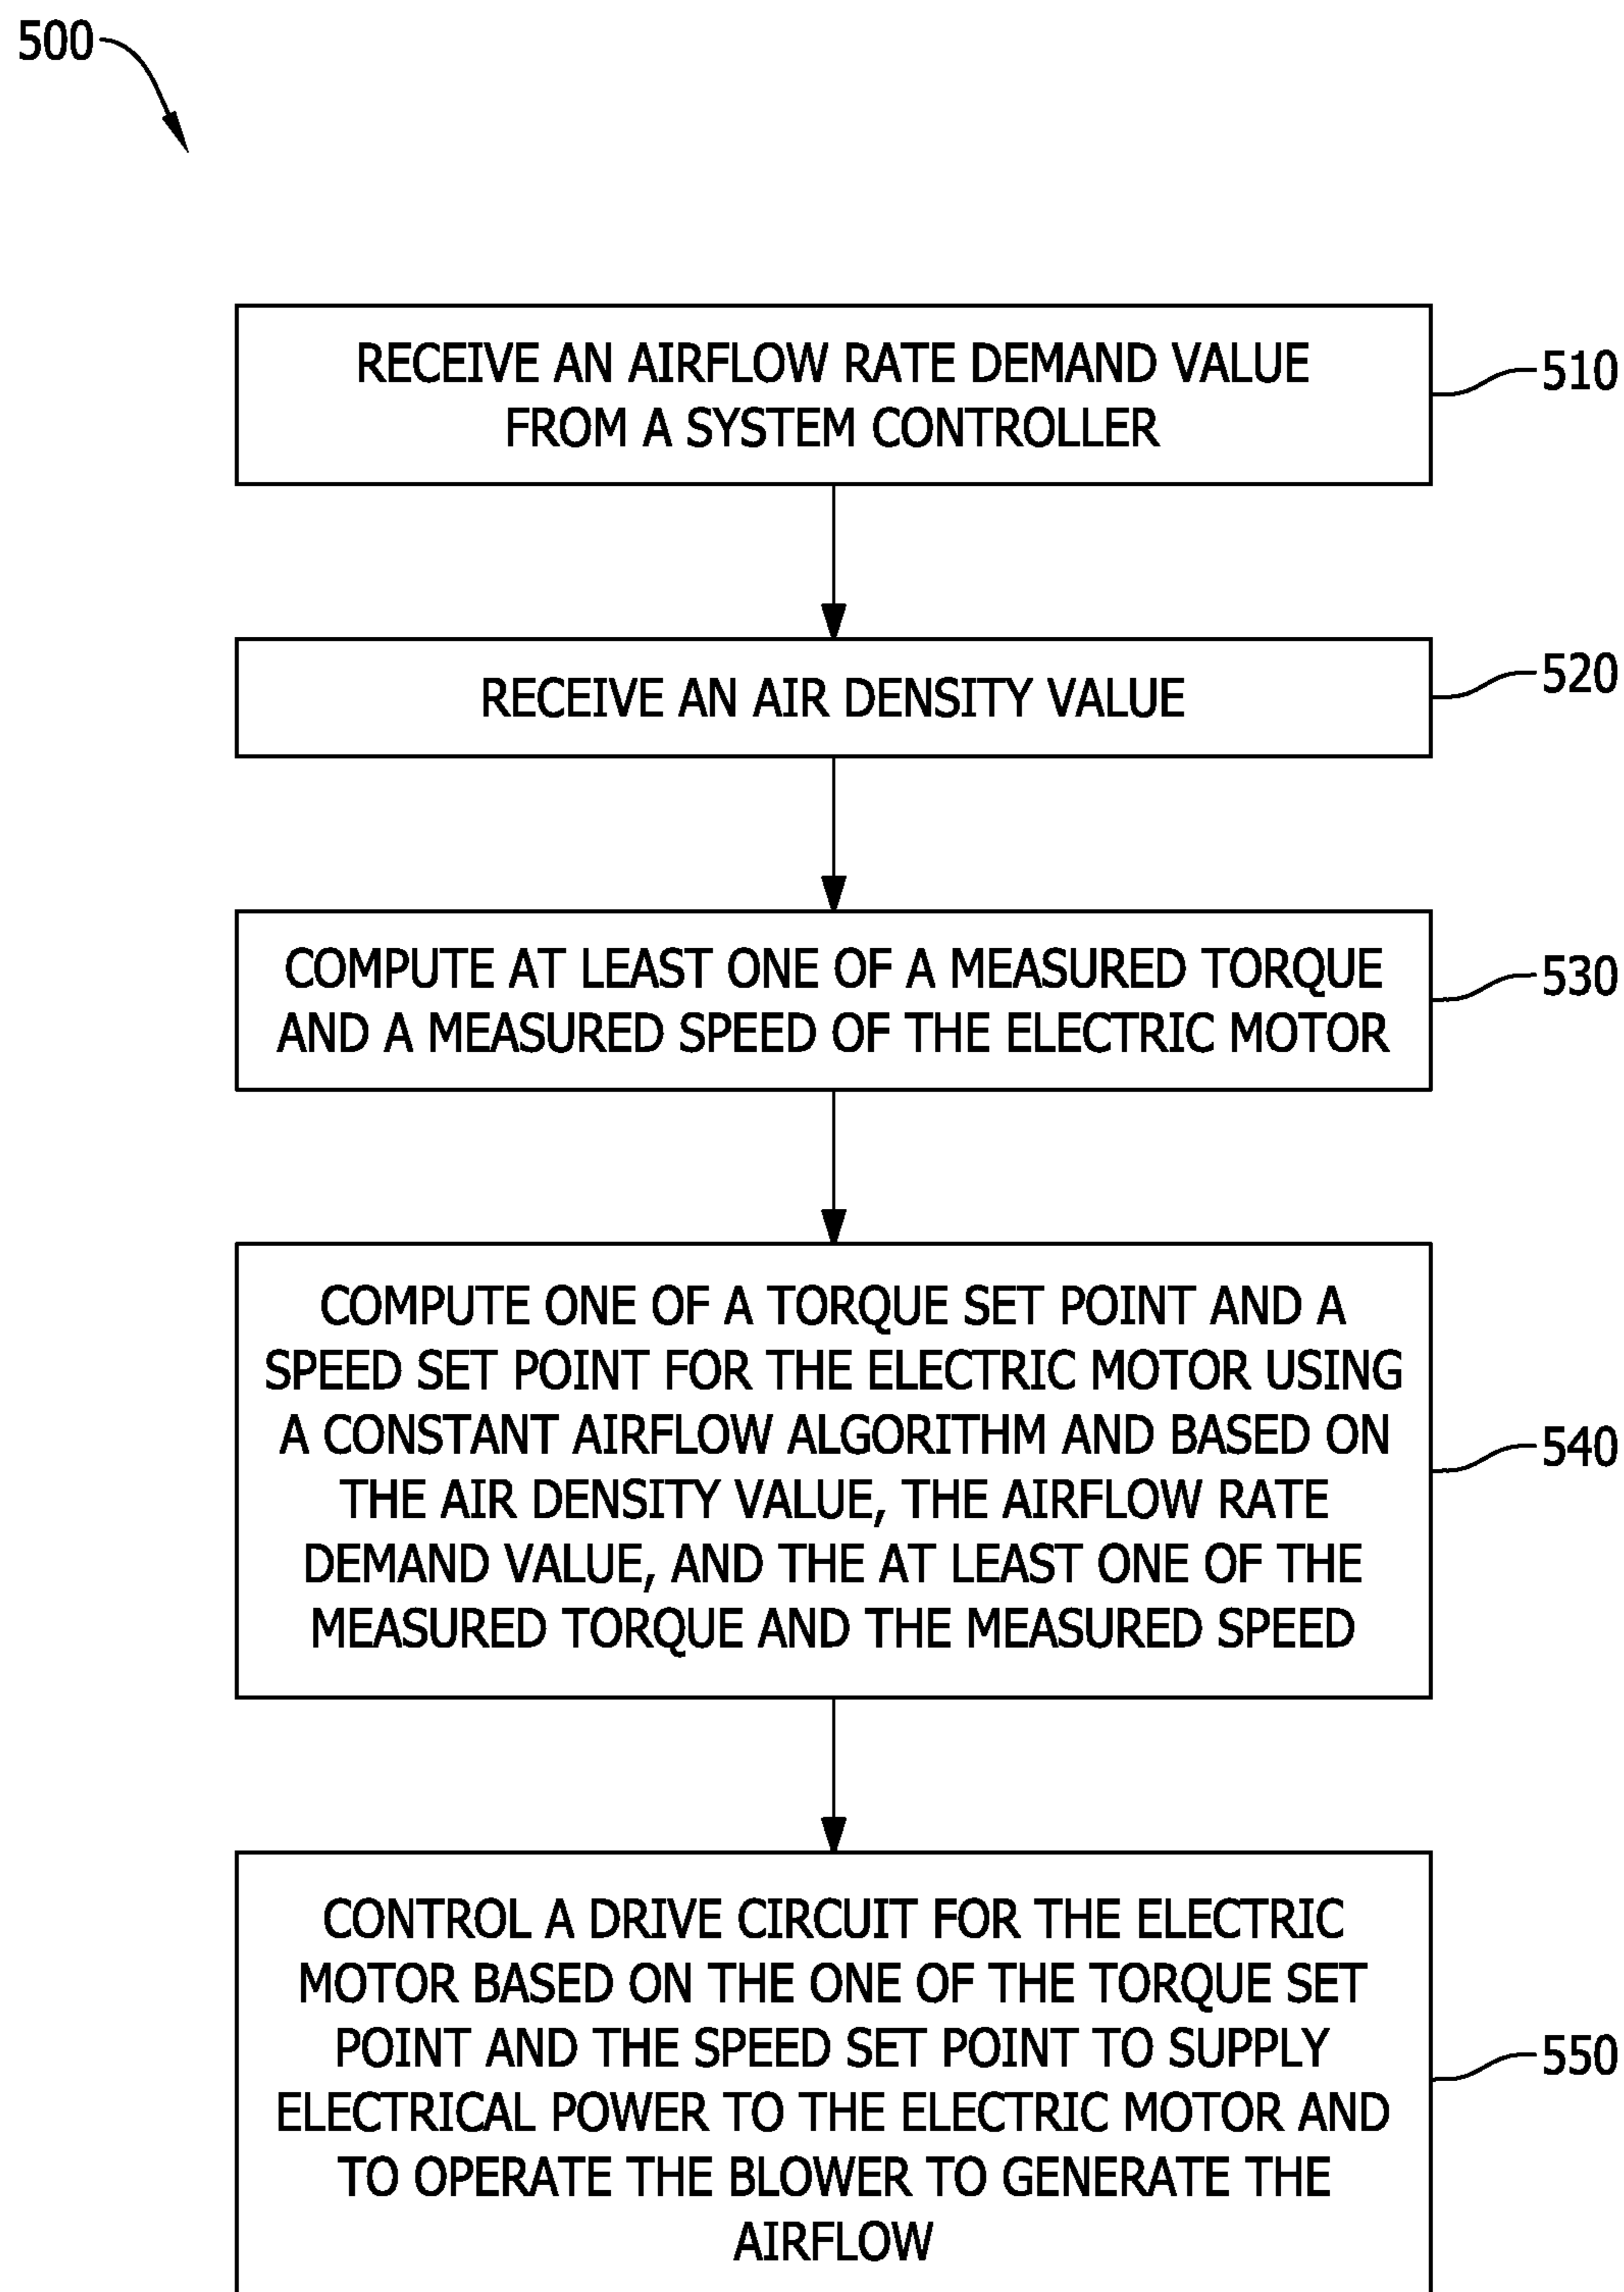 500
RECEIVE AN AIRFLOW RATE DEMAND VALUE
FROM A SYSTEM CONTROLLER
510
RECEIVE AN AIR DENSITY VALUE
520
COMPUTE AT LEAST ONE OF A MEASURED TORQUE
AND A MEASURED SPEED OF THE ELECTRIC MOTOR
530
COMPUTE ONE OF A TORQUE SET POINT AND A
SPEED SET POINT FOR THE ELECTRIC MOTOR USING
A CONSTANT AIRFLOW ALGORITHM AND BASED ON
THE AIR DENSITY VALUE, THE AIRFLOW RATE
DEMAND VALUE, AND THE AT LEAST ONE OF THE
MEASURED TORQUE AND THE MEASURED SPEED
540
CONTROL A DRIVE CIRCUIT FOR THE ELECTRIC
MOTOR BASED ON THE ONE OF THE TORQUE SET
POINT AND THE SPEED SET POINT TO SUPPLY
ELECTRICAL POWER TO THE ELECTRIC MOTOR AND
TO OPERATE THE BLOWER TO GENERATE THE
AIRFLOW
550